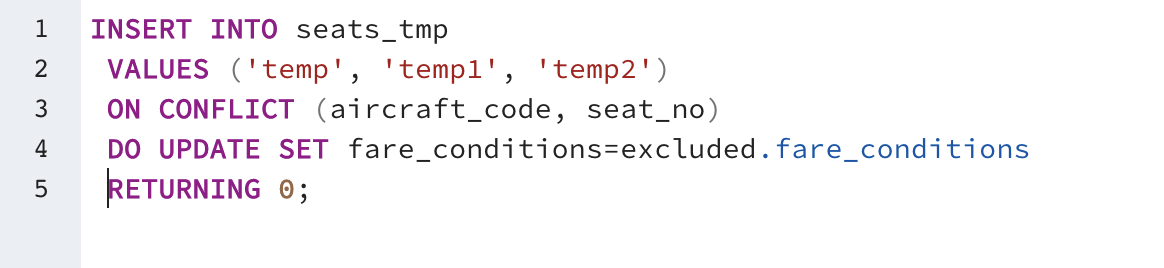 1 INSERT INTO seats_tmp
2 VALUES ('temp', 'temp1', 'temp2')
3 ON CONFLICT (aircraft_code, seat_no)
4 DO UPDATE SET fare_conditions=excluded.fare_conditions
5 RETURNING 0;